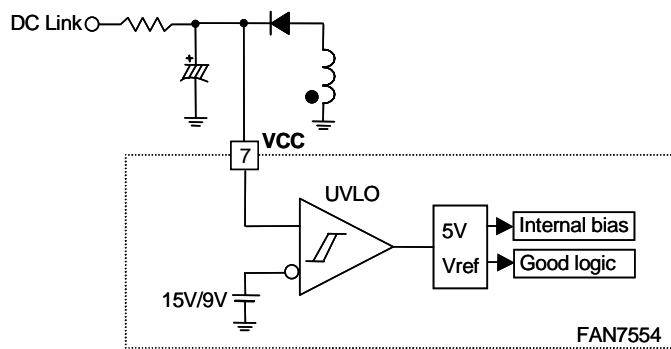 DC Link
+
VCC
7
UVLO
5V
Vref
Internal bias
Good logic
15V/9V
FAN7554